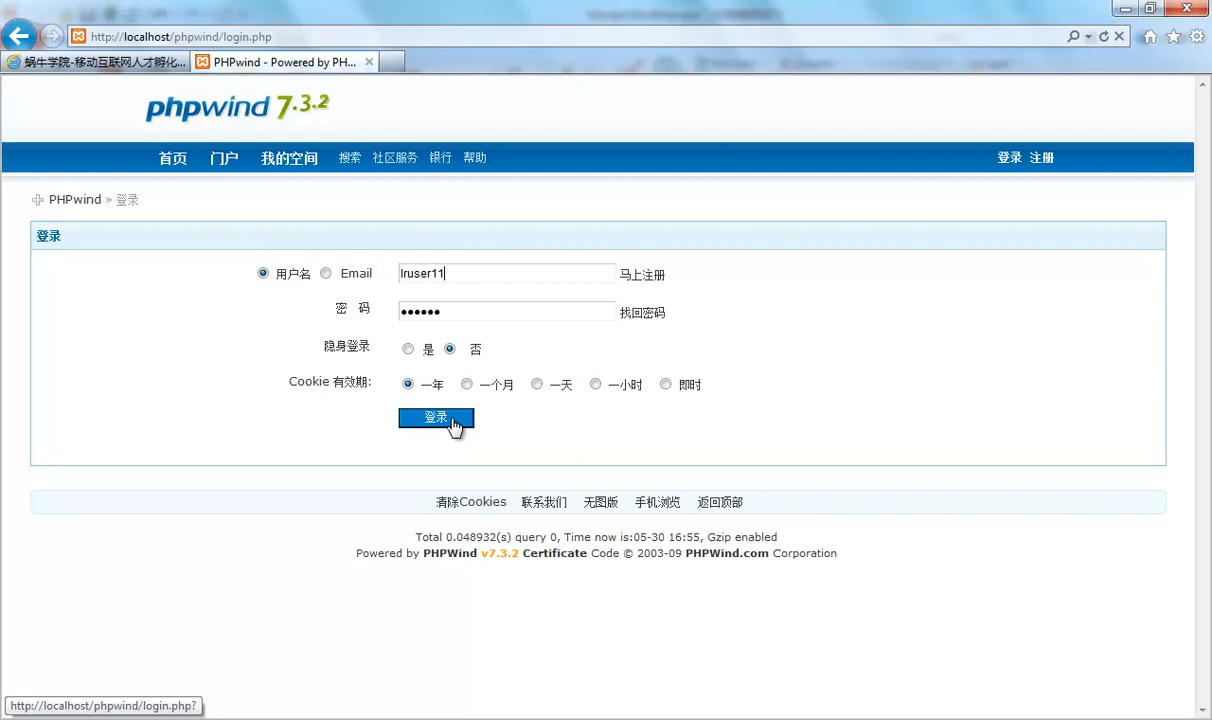 http://localhost/phpwind/login.php
蜗牛学院-移动互联网人才孵化... PHPwind - Powered by PH...
phpwind 7.3.2
首页 门户 我的空间 搜索 社区服务 银行 帮助 登录 注册
PHPwind » 登录
登录
用户名 Email lruser11 马上注册
密 码 •••••• 找回密码
隐身登录 是 否
Cookie 有效期: 一年 一个月 一天 一小时 即时
登录
清除Cookies 联系我们 无图版 手机浏览 返回顶部
Total 0.048932(s) query 0, Time now is:05-30 16:55, Gzip enabled
Powered by PHPWind v7.3.2 Certificate Code © 2003-09 PHPWind.com Corporation
http://localhost/phpwind/login.php?